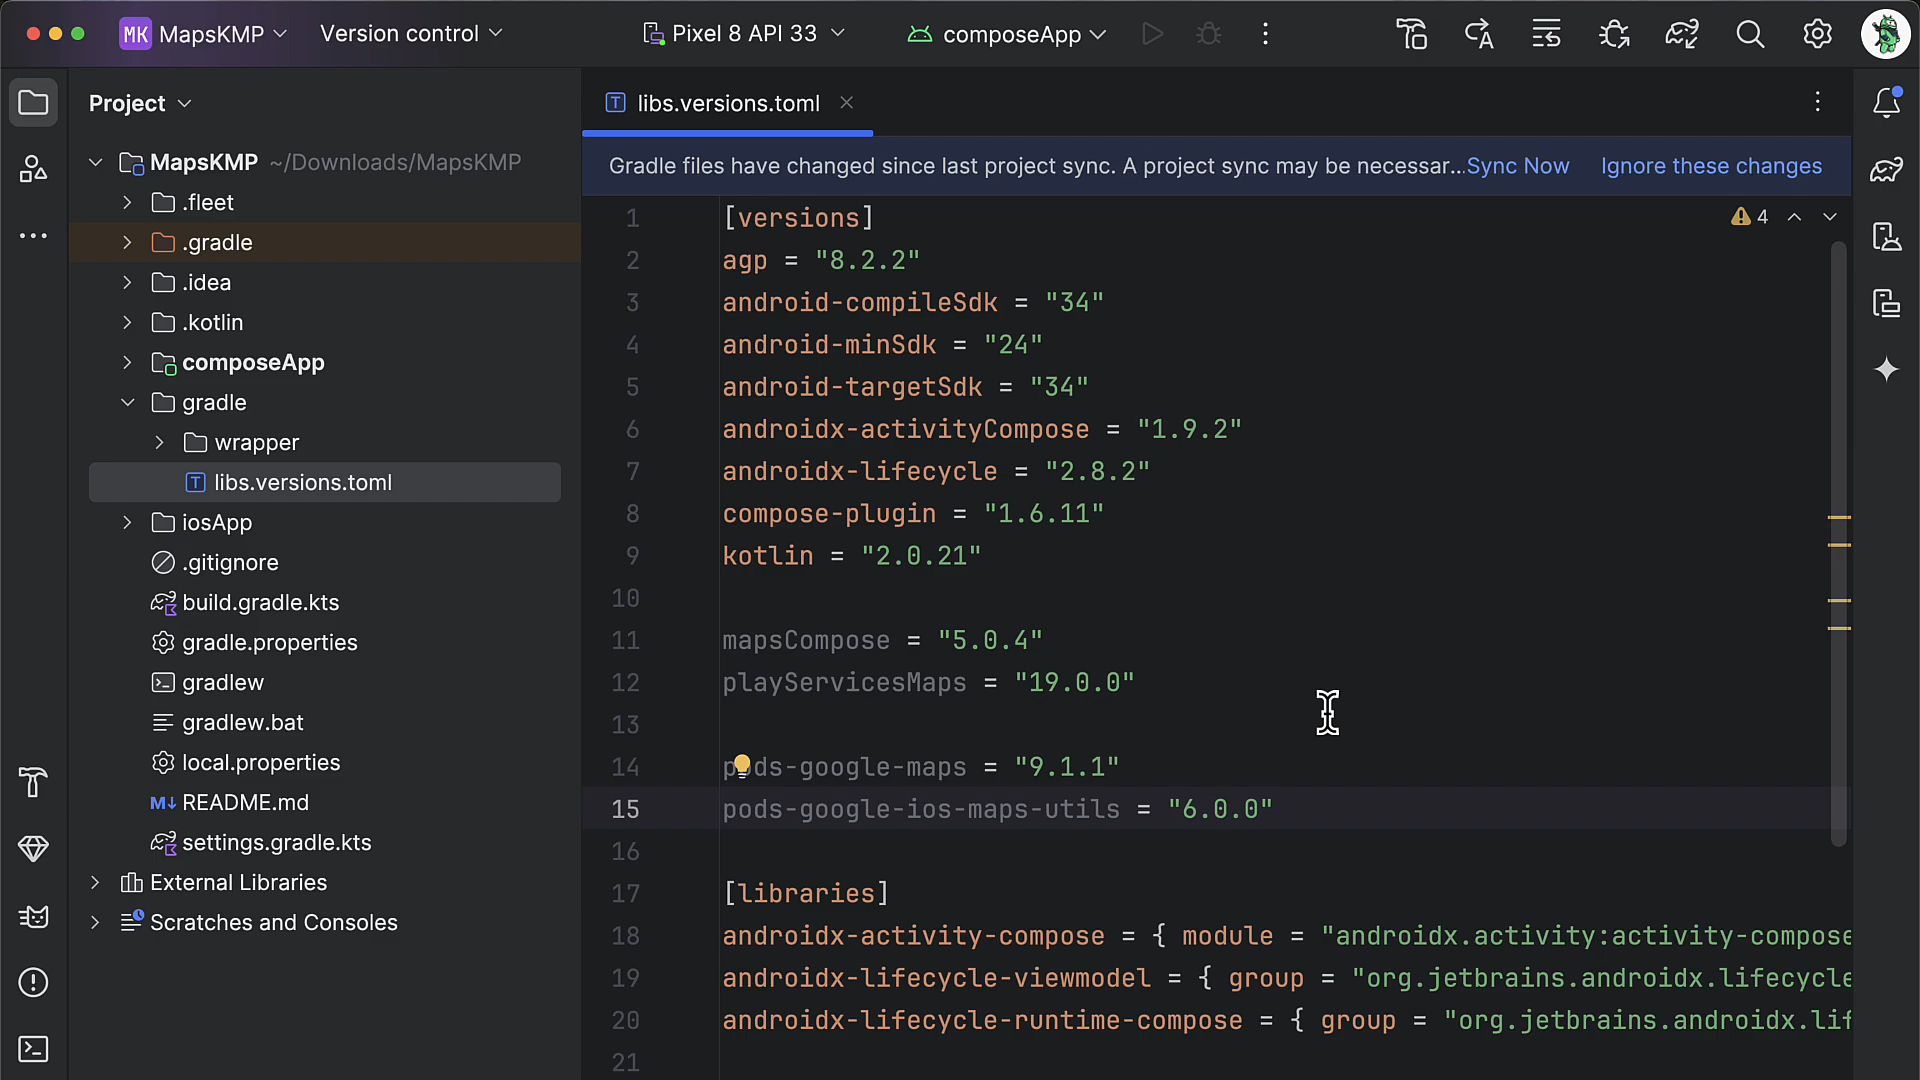 MK MapsKMP Version control Pixel 8 API 33 composeApp
Project
libs.versions.toml
Gradle files have changed since last project sync. A project sync may be necessar... Sync Now Ignore these changes
MapsKMP ~/Downloads/MapsKMP
.fleet
.gradle
.idea
.kotlin
composeApp
gradle
wrapper
libs.versions.toml
iosApp
.gitignore
build.gradle.kts
gradle.properties
gradlew
gradlew.bat
local.properties
M↓ README.md
settings.gradle.kts
External Libraries
Scratches and Consoles
4
1 [versions]
2 agp = "8.2.2"
3 android-compileSdk = "34"
4 android-minSdk = "24"
5 android-targetSdk = "34"
6 androidx-activityCompose = "1.9.2"
7 androidx-lifecycle = "2.8.2"
8 compose-plugin = "1.6.11"
9 kotlin = "2.0.21"
10
11 mapsCompose = "5.0.4"
12 playServicesMaps = "19.0.0"
13
14 pods-google-maps = "9.1.1"
15 pods-google-ios-maps-utils = "6.0.0"
16
17 [libraries]
18 androidx-activity-compose = { module = "androidx.activity:activity-compose
19 androidx-lifecycle-viewmodel = { group = "org.jetbrains.androidx.lifecycle
20 androidx-lifecycle-runtime-compose = { group = "org.jetbrains.androidx.lif
21